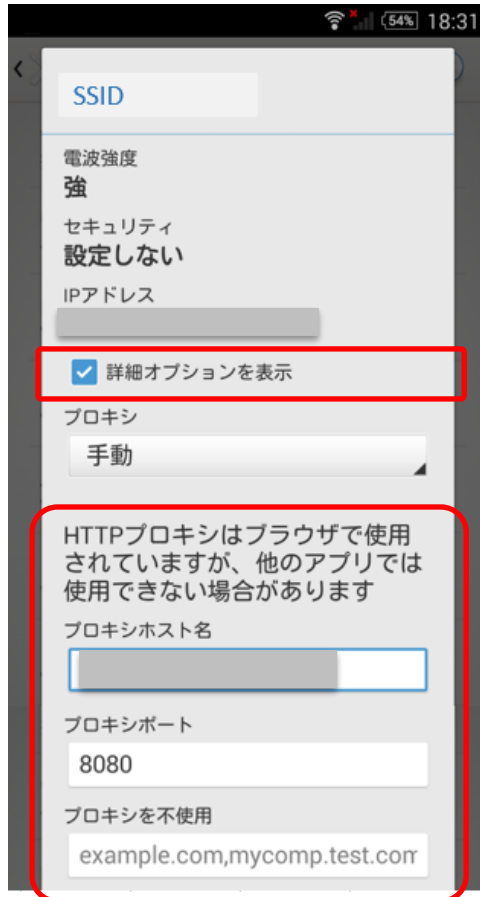 54% 18:31
SSID
電波強度
強
セキュリティ
設定しない
IPアドレス
詳細オプションを表示
プロキシ
手動
HTTPプロキシはブラウザで使用
されていますが、他のアプリでは
使用できない場合があります
プロキシホスト名
プロキシポート
8080
プロキシを不使用
example.com,mycomp.test.com